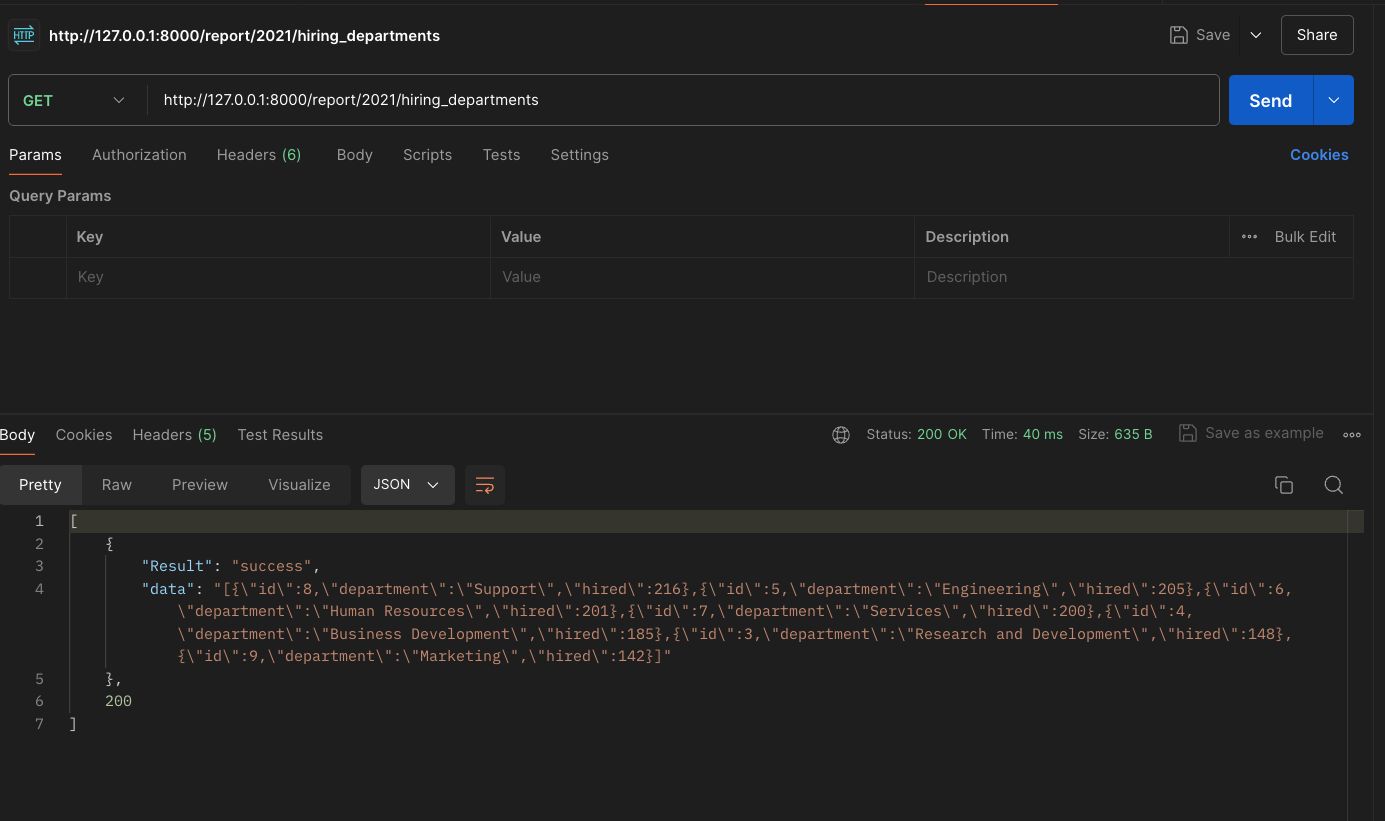 HTTP http://127.0.0.1:8000/report/2021/hiring_departments Save Share
GET http://127.0.0.1:8000/report/2021/hiring_departments Send
Params Authorization Headers (6) Body Scripts Tests Settings Cookies
Query Params
Key Value Description Bulk Edit
Key Value Description
Body Cookies Headers (5) Test Results Status: 200 OK Time: 40 ms Size: 635 B Save as example
Pretty Raw Preview Visualize JSON
1 [
2 {
3 "Result": "success",
4 "data": "[{\"id\":8,\"department\":\"Support\",\"hired\":216},{\"id\":5,\"department\":\"Engineering\",\"hired\":205},{\"id\":6,
\"department\":\"Human Resources\",\"hired\":201},{\"id\":7,\"department\":\"Services\",\"hired\":200},{\"id\":4,
\"department\":\"Business Development\",\"hired\":185},{\"id\":3,\"department\":\"Research and Development\",\"hired\":148},
{\"id\":9,\"department\":\"Marketing\",\"hired\":142}]"
5 },
6 200
7 ]